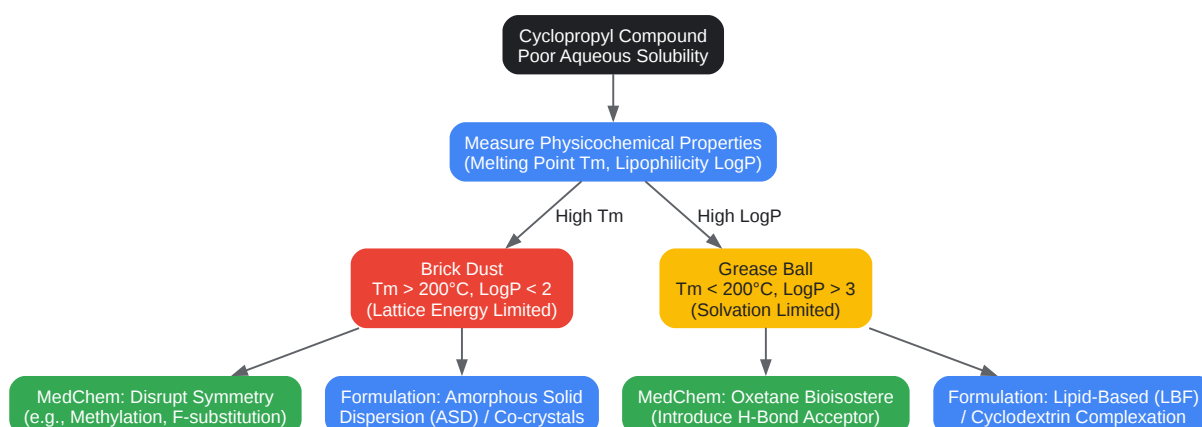 Cyclopropyl Compound
Poor Aqueous Solubility
Measure Physicochemical Properties
(Melting Point Tm, Lipophilicity LogP)
High Tm
High LogP
Brick Dust
Tm > 200°C, LogP < 2
(Lattice Energy Limited)
Grease Ball
Tm < 200°C, LogP > 3
(Solvation Limited)
MedChem: Disrupt Symmetry
(e.g., Methylation, F-substitution)
Formulation: Amorphous Solid
Dispersion (ASD) / Co-crystals
MedChem: Oxetane Bioisostere
(Introduce H-Bond Acceptor)
Formulation: Lipid-Based (LBF)
/ Cyclodextrin Complexation